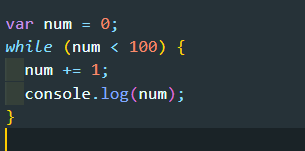 var num = 0;
while (num < 100) {
  num += 1;
  console.log(num);
}